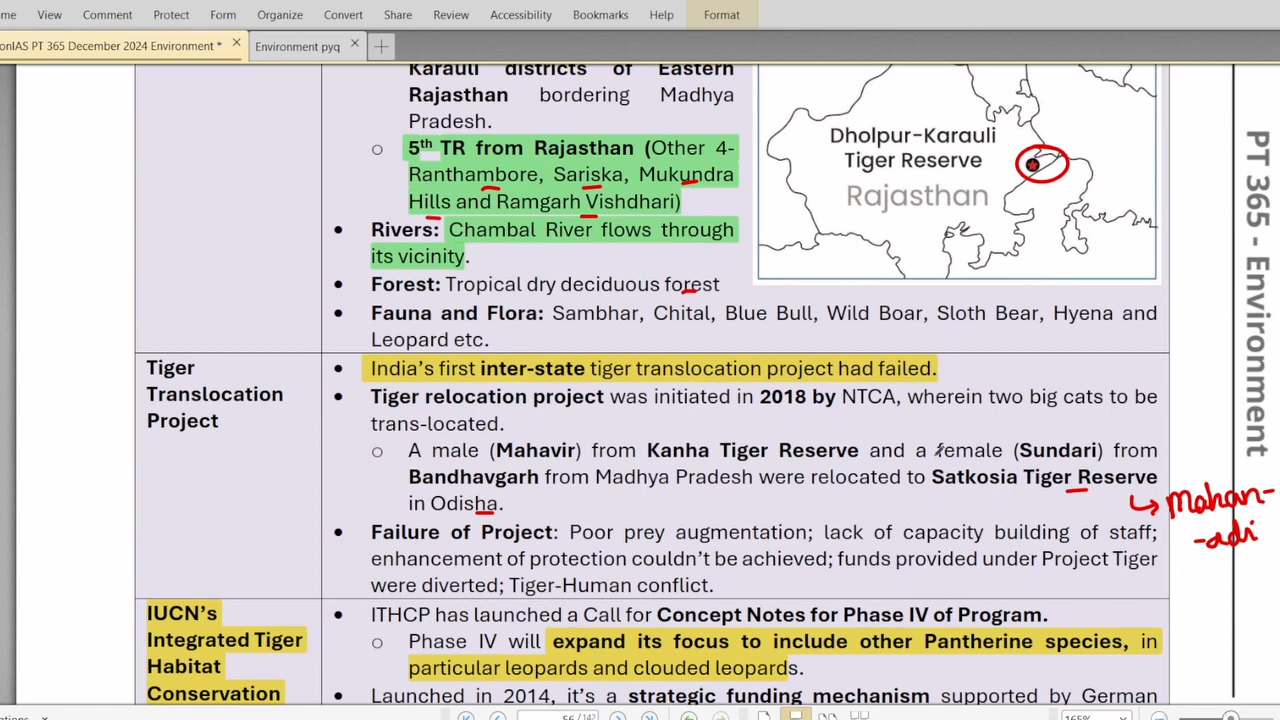 me View Comment Protect Form Organize Convert Share Review Accessibility Bookmarks Help Format
onIAS PT 365 December 2024 Environment * × Environment pyq × +
Karauli districts of Eastern
Rajasthan bordering Madhya
Pradesh.
○ 5th TR from Rajasthan (Other 4-
Ranthambore, Sariska, Mukundra
Hills and Ramgarh Vishdhari)
• Rivers: Chambal River flows through
its vicinity.
• Forest: Tropical dry deciduous forest
Dholpur-Karauli
Tiger Reserve
Rajasthan
• Fauna and Flora: Sambhar, Chital, Blue Bull, Wild Boar, Sloth Bear, Hyena and
Leopard etc.
Tiger
Translocation
Project
• India's first inter-state tiger translocation project had failed.
• Tiger relocation project was initiated in 2018 by NTCA, wherein two big cats to be
trans-located.
○ A male (Mahavir) from Kanha Tiger Reserve and a female (Sundari) from
Bandhavgarh from Madhya Pradesh were relocated to Satkosia Tiger Reserve
in Odisha.
Mahan-
-adi
• Failure of Project: Poor prey augmentation; lack of capacity building of staff;
enhancement of protection couldn't be achieved; funds provided under Project Tiger
were diverted; Tiger-Human conflict.
IUCN's
Integrated Tiger
Habitat
Conservation
• ITHCP has launched a Call for Concept Notes for Phase IV of Program.
○ Phase IV will expand its focus to include other Pantherine species, in
particular leopards and clouded leopards.
• Launched in 2014, it's a strategic funding mechanism supported by German
PT 365 - Environment
56 / 142
165%